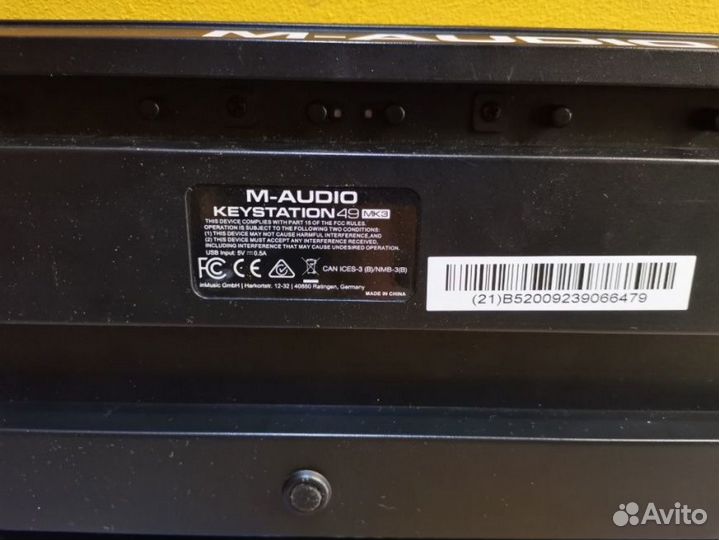 M-AUDIO
M-AUDIO
KEYSTATION 49 MK3
THIS DEVICE COMPLIES WITH PART 15 OF THE FCC RULES.
OPERATION IS SUBJECT TO THE FOLLOWING TWO CONDITIONS:
(1) THIS DEVICE MAY NOT CAUSE HARMFUL INTERFERENCE, AND
(2) THIS DEVICE MUST ACCEPT ANY INTERFERENCE RECEIVED,
INCLUDING INTERFERENCE THAT MAY CAUSE UNDESIRED OPERATION.
USB Input: 5V ⎓ 0.5A
FC CE CAN ICES-3 (B)/NMB-3(B)
inMusic GmbH | Harkortstr. 12-32 | 40880 Ratingen, Germany
MADE IN CHINA
(21)B52009239066479
Avito